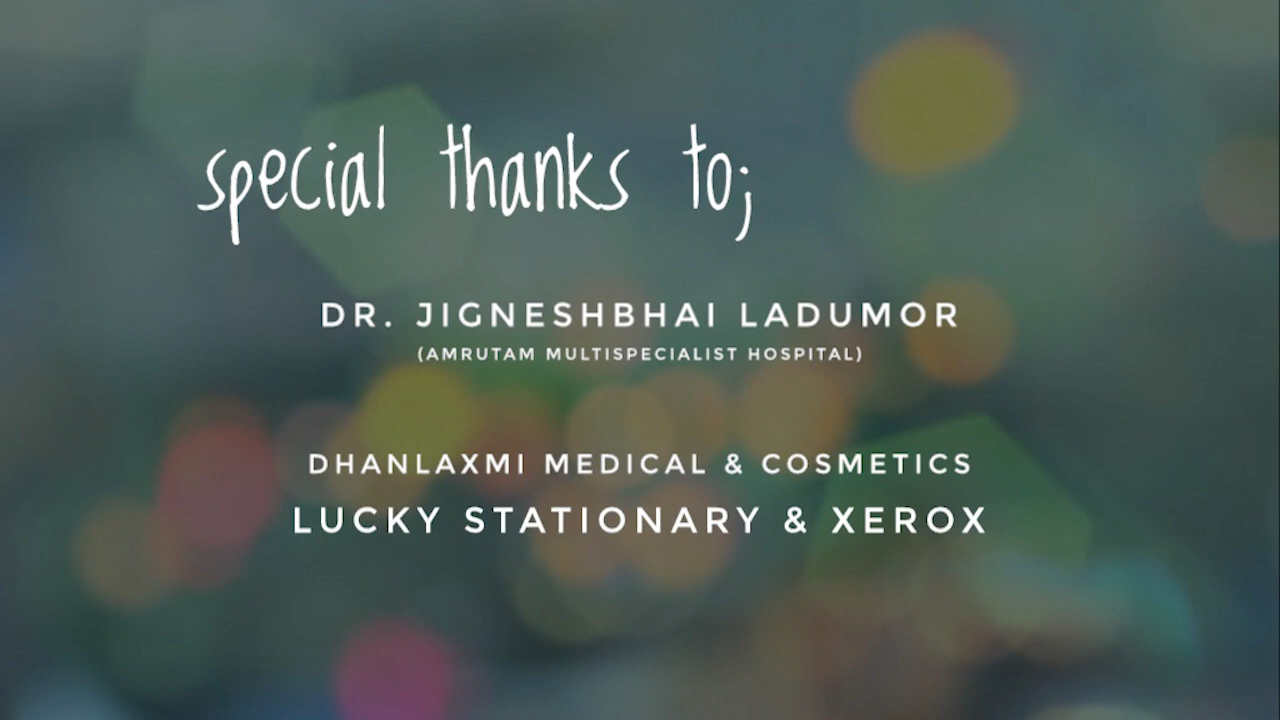 special thanks to;
DR. JIGNESHBHAI LADUMOR
(AMRUTAM MULTISPECIALIST HOSPITAL)
DHANLAXMI MEDICAL & COSMETICS
LUCKY STATIONARY & XEROX